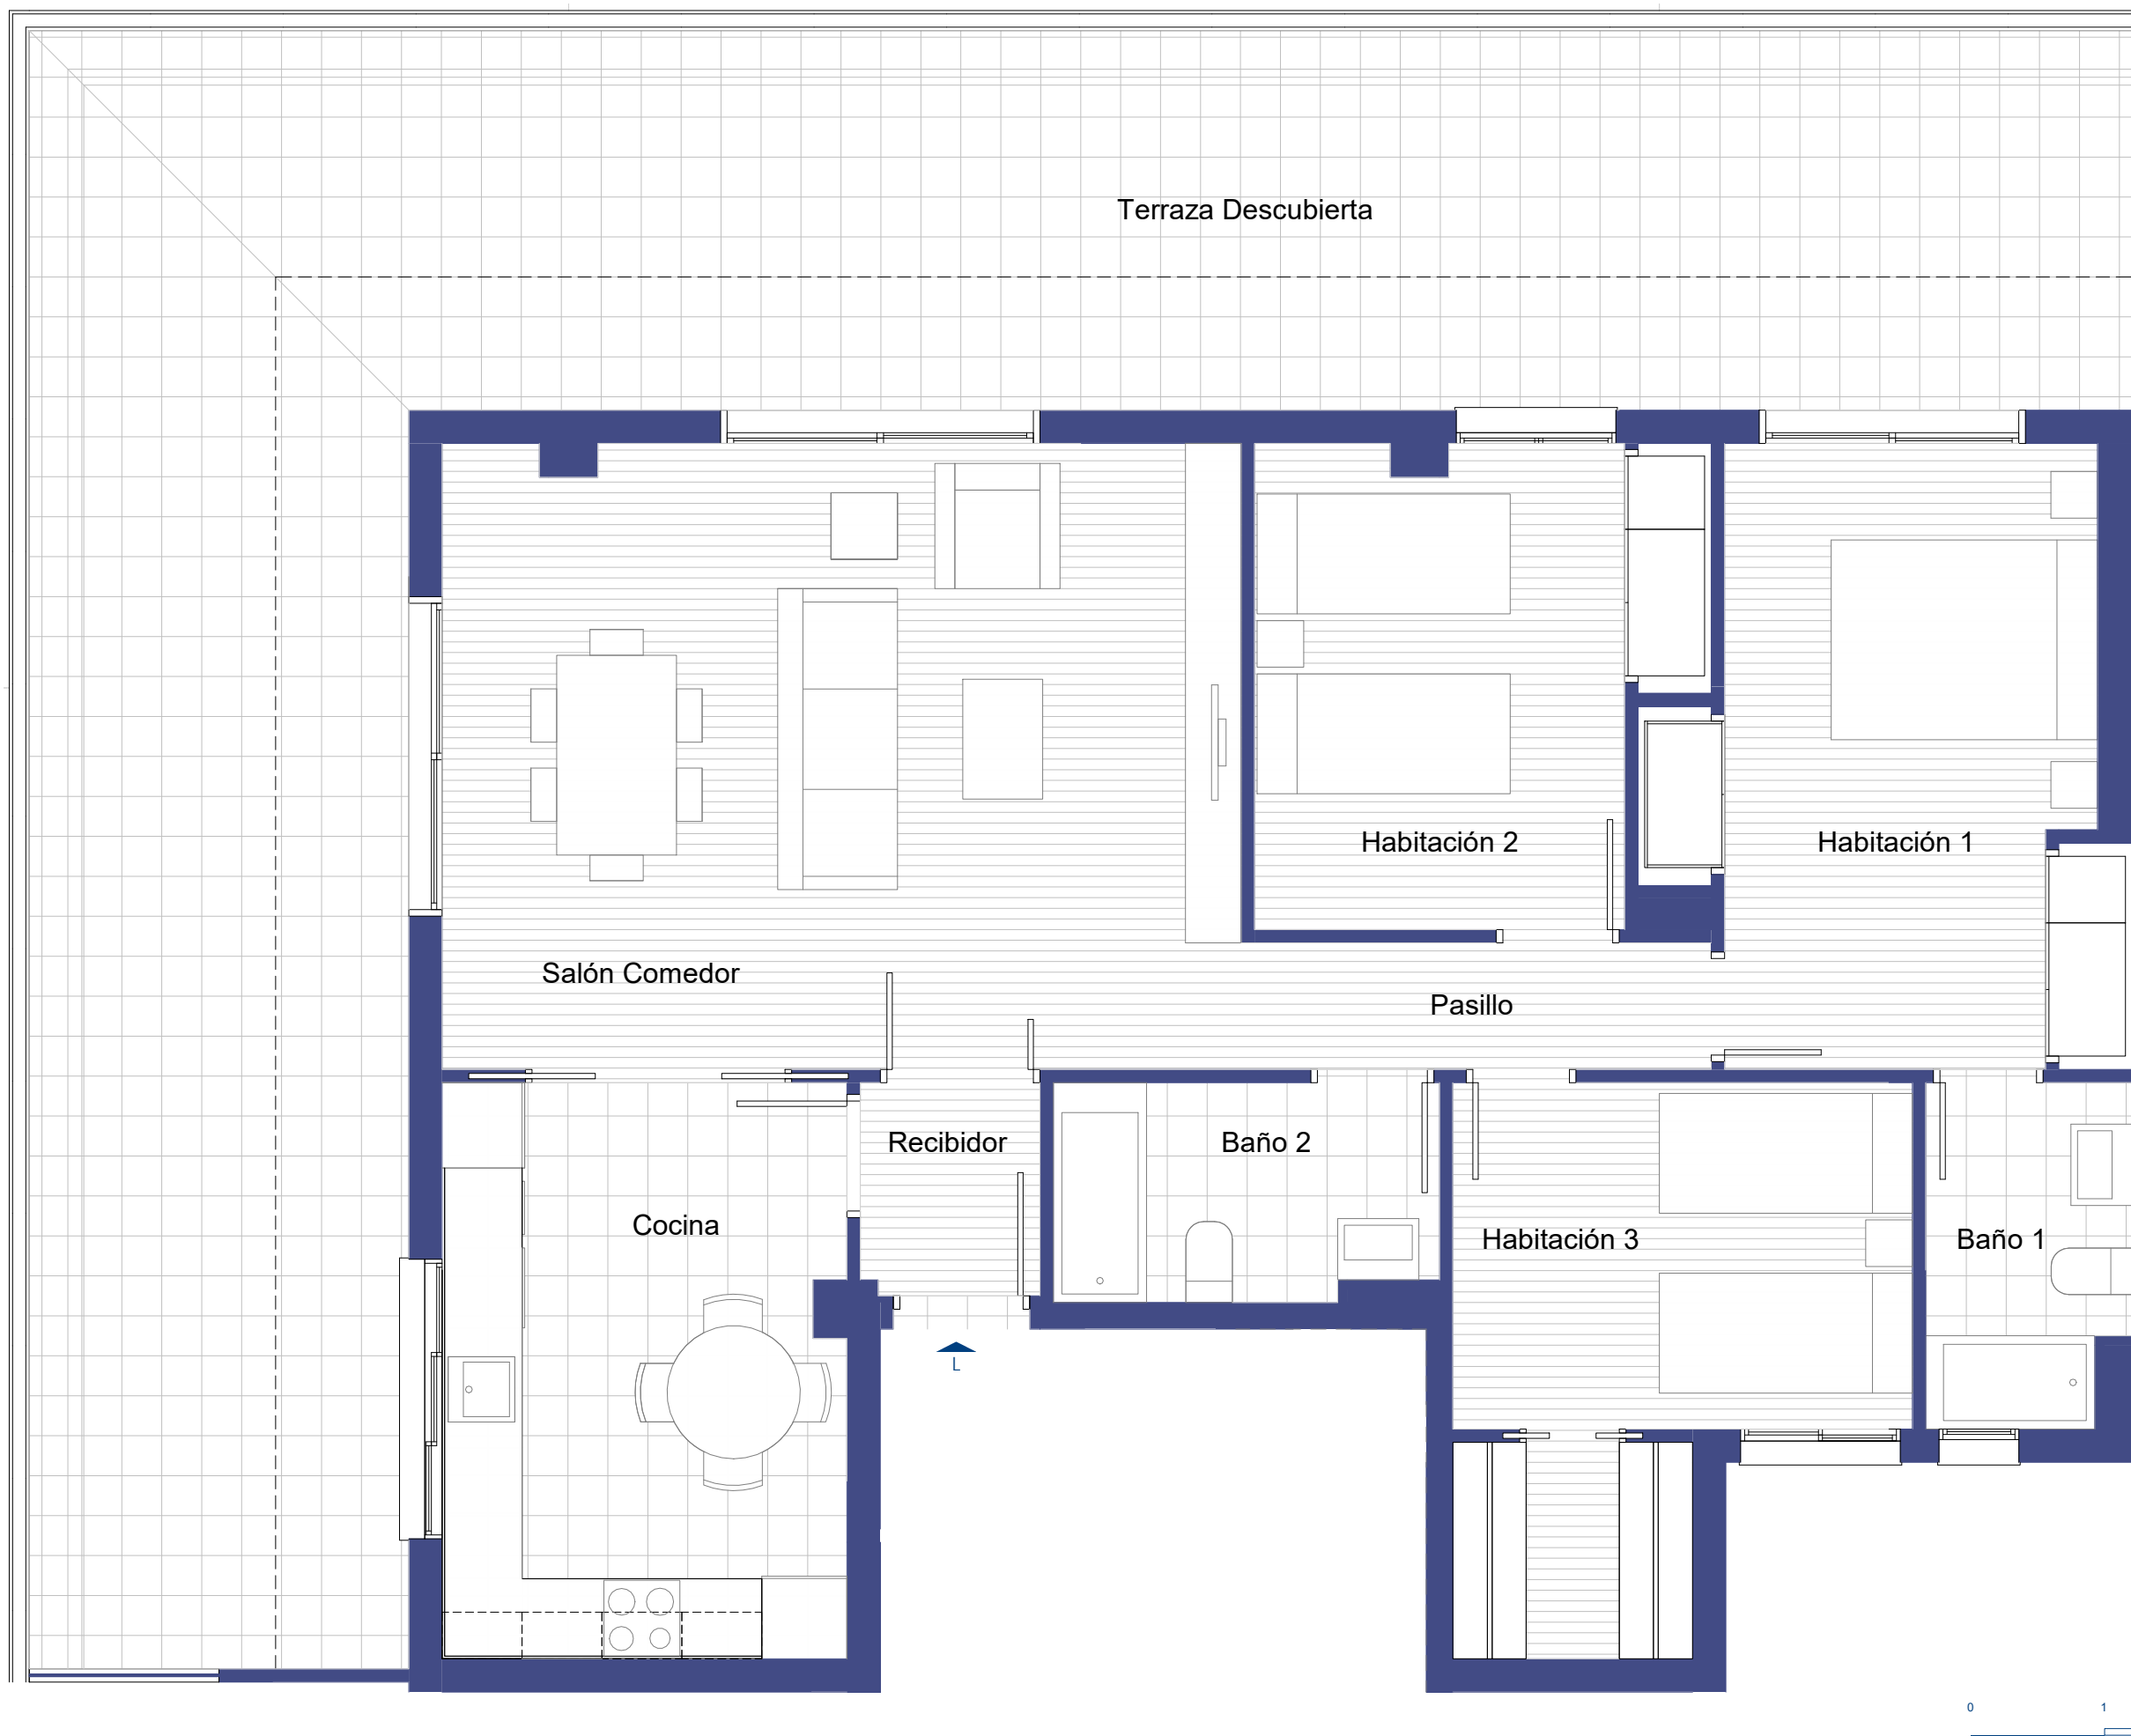 Terraza Descubierta
Habitación 2
Habitación 1
Salón Comedor
Pasillo
Recibidor
Baño 2
Cocina
Habitación 3
Baño 1
L
0 1